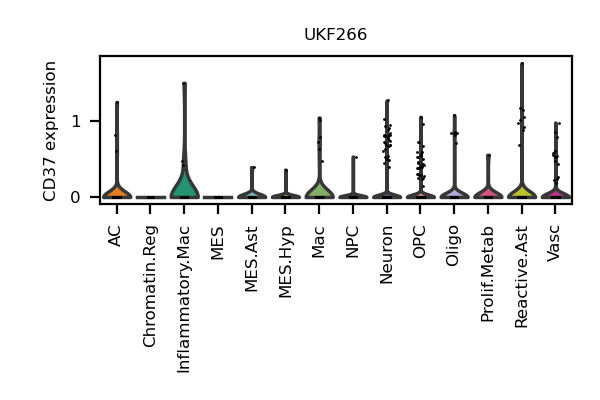 UKF266
CD37 expression
1
0
AC
Chromatin.Reg
Inflammatory.Mac
MES
MES.Ast
MES.Hyp
Mac
NPC
Neuron
OPC
Oligo
Prolif.Metab
Reactive.Ast
Vasc